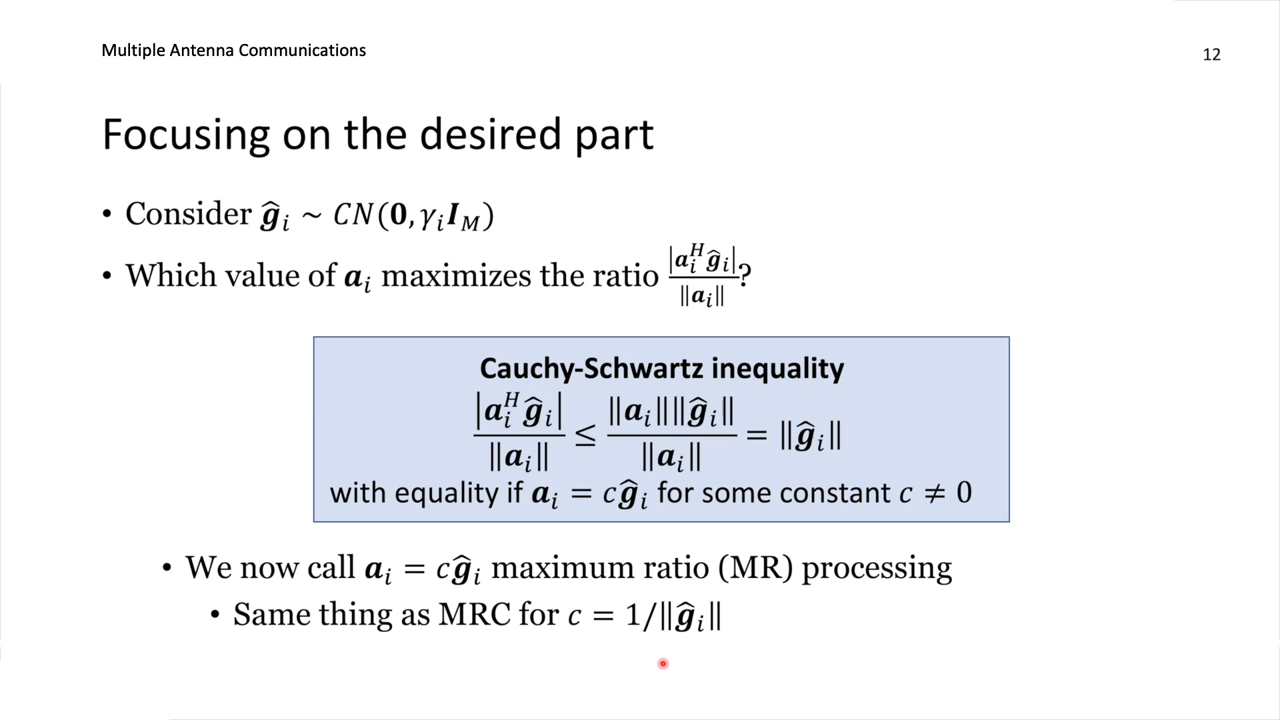 Multiple Antenna Communications
12
Focusing on the desired part
• Consider ĝᵢ ~ CN(𝟎, γᵢ𝑰_M)
• Which value of 𝒂ᵢ maximizes the ratio |𝒂ᵢᴴĝᵢ| / ‖𝒂ᵢ‖?
Cauchy-Schwartz inequality
|𝒂ᵢᴴĝᵢ| / ‖𝒂ᵢ‖ ≤ ‖𝒂ᵢ‖‖ĝᵢ‖ / ‖𝒂ᵢ‖ = ‖ĝᵢ‖
with equality if 𝒂ᵢ = cĝᵢ for some constant c ≠ 0
• We now call 𝒂ᵢ = cĝᵢ maximum ratio (MR) processing
• Same thing as MRC for c = 1/‖ĝᵢ‖